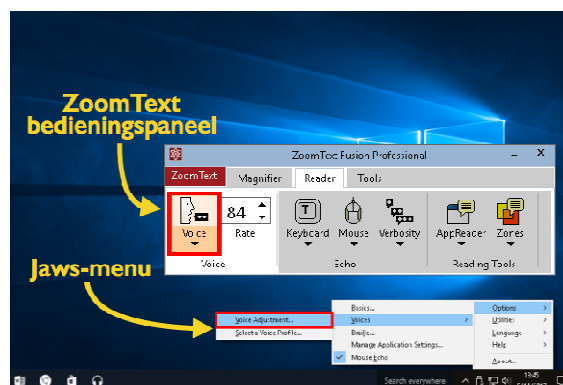 ZoomText
bedieningspaneel
ZoomText Fusion Professional
ZoomText Magnifier Reader Tools
84
Voice Rate Keyboard Mouse Verbosity AppReader Zones
Voice Echo Reading Tools
Jaws-menu
Voice Adjustment...
Select a Voice Profile...
Basics...
Voices
Braille...
Manage Application Settings...
Mouse Echo
Options
Utilities
Language
Help
About...
Search everywhere